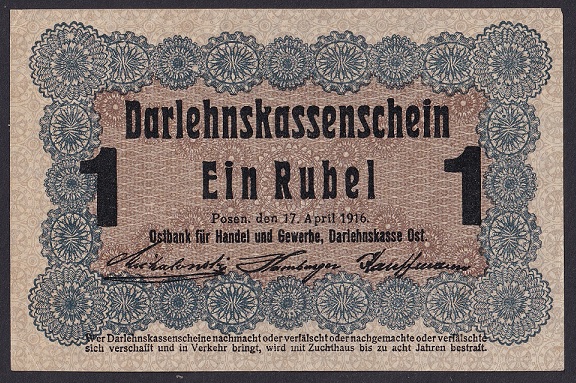 Darlehnskassenschein
1 Ein Rubel 1
Posen, den 17. April 1916.
Ostbank für Handel und Gewerbe, Darlehnskasse Ost.
Hamburger Kauffmann
Wer Darlehnskassenscheine nachmacht oder verfälscht oder nachgemachte oder verfälschte
sich verschafft und in Verkehr bringt, wird mit Zuchthaus bis zu acht Jahren bestraft.